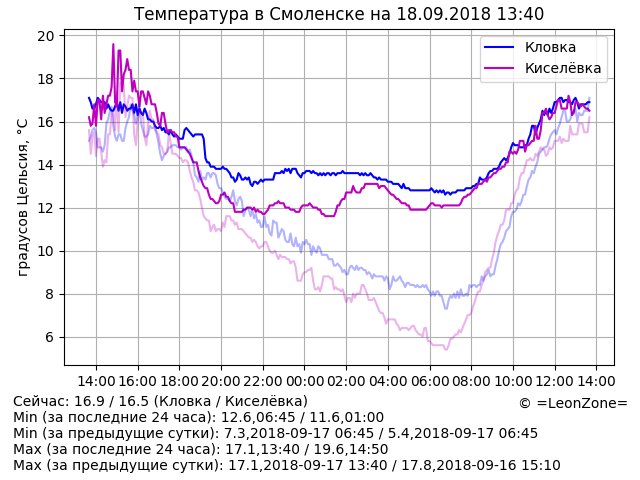 Температура в Смоленске на 18.09.2018 13:40
Кловка
Киселёвка
градусов Цельсия, °C
20
18
16
14
12
10
8
6
14:00 16:00 18:00 20:00 22:00 00:00 02:00 04:00 06:00 08:00 10:00 12:00 14:00
Сейчас: 16.9 / 16.5 (Кловка / Киселёвка)
© =LeonZone=
Min (за последние 24 часа): 12.6,06:45 / 11.6,01:00
Min (за предыдущие сутки): 7.3,2018-09-17 06:45 / 5.4,2018-09-17 06:45
Max (за последние 24 часа): 17.1,13:40 / 19.6,14:50
Max (за предыдущие сутки): 17.1,2018-09-17 13:40 / 17.8,2018-09-16 15:10